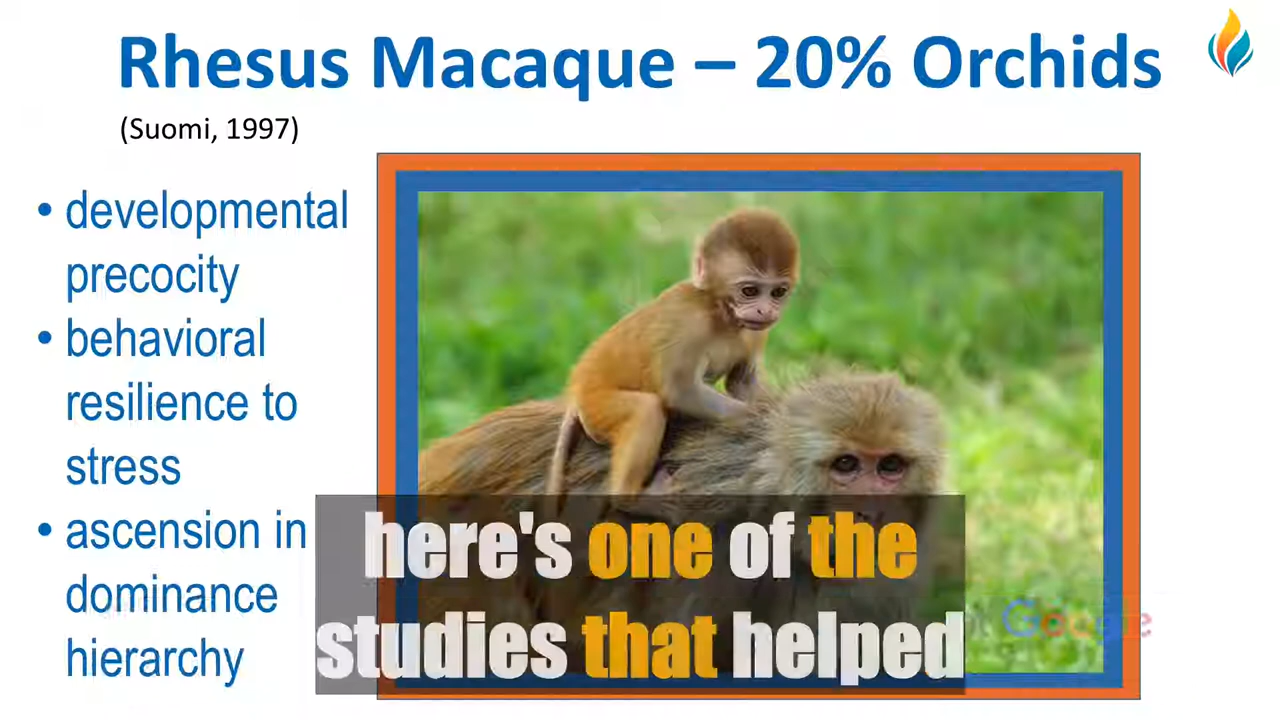 Rhesus Macaque – 20% Orchids
(Suomi, 1997)
• developmental
precocity
• behavioral
resilience to
stress
• ascension in
dominance
hierarchy
here's one of the
studies that helped
Google